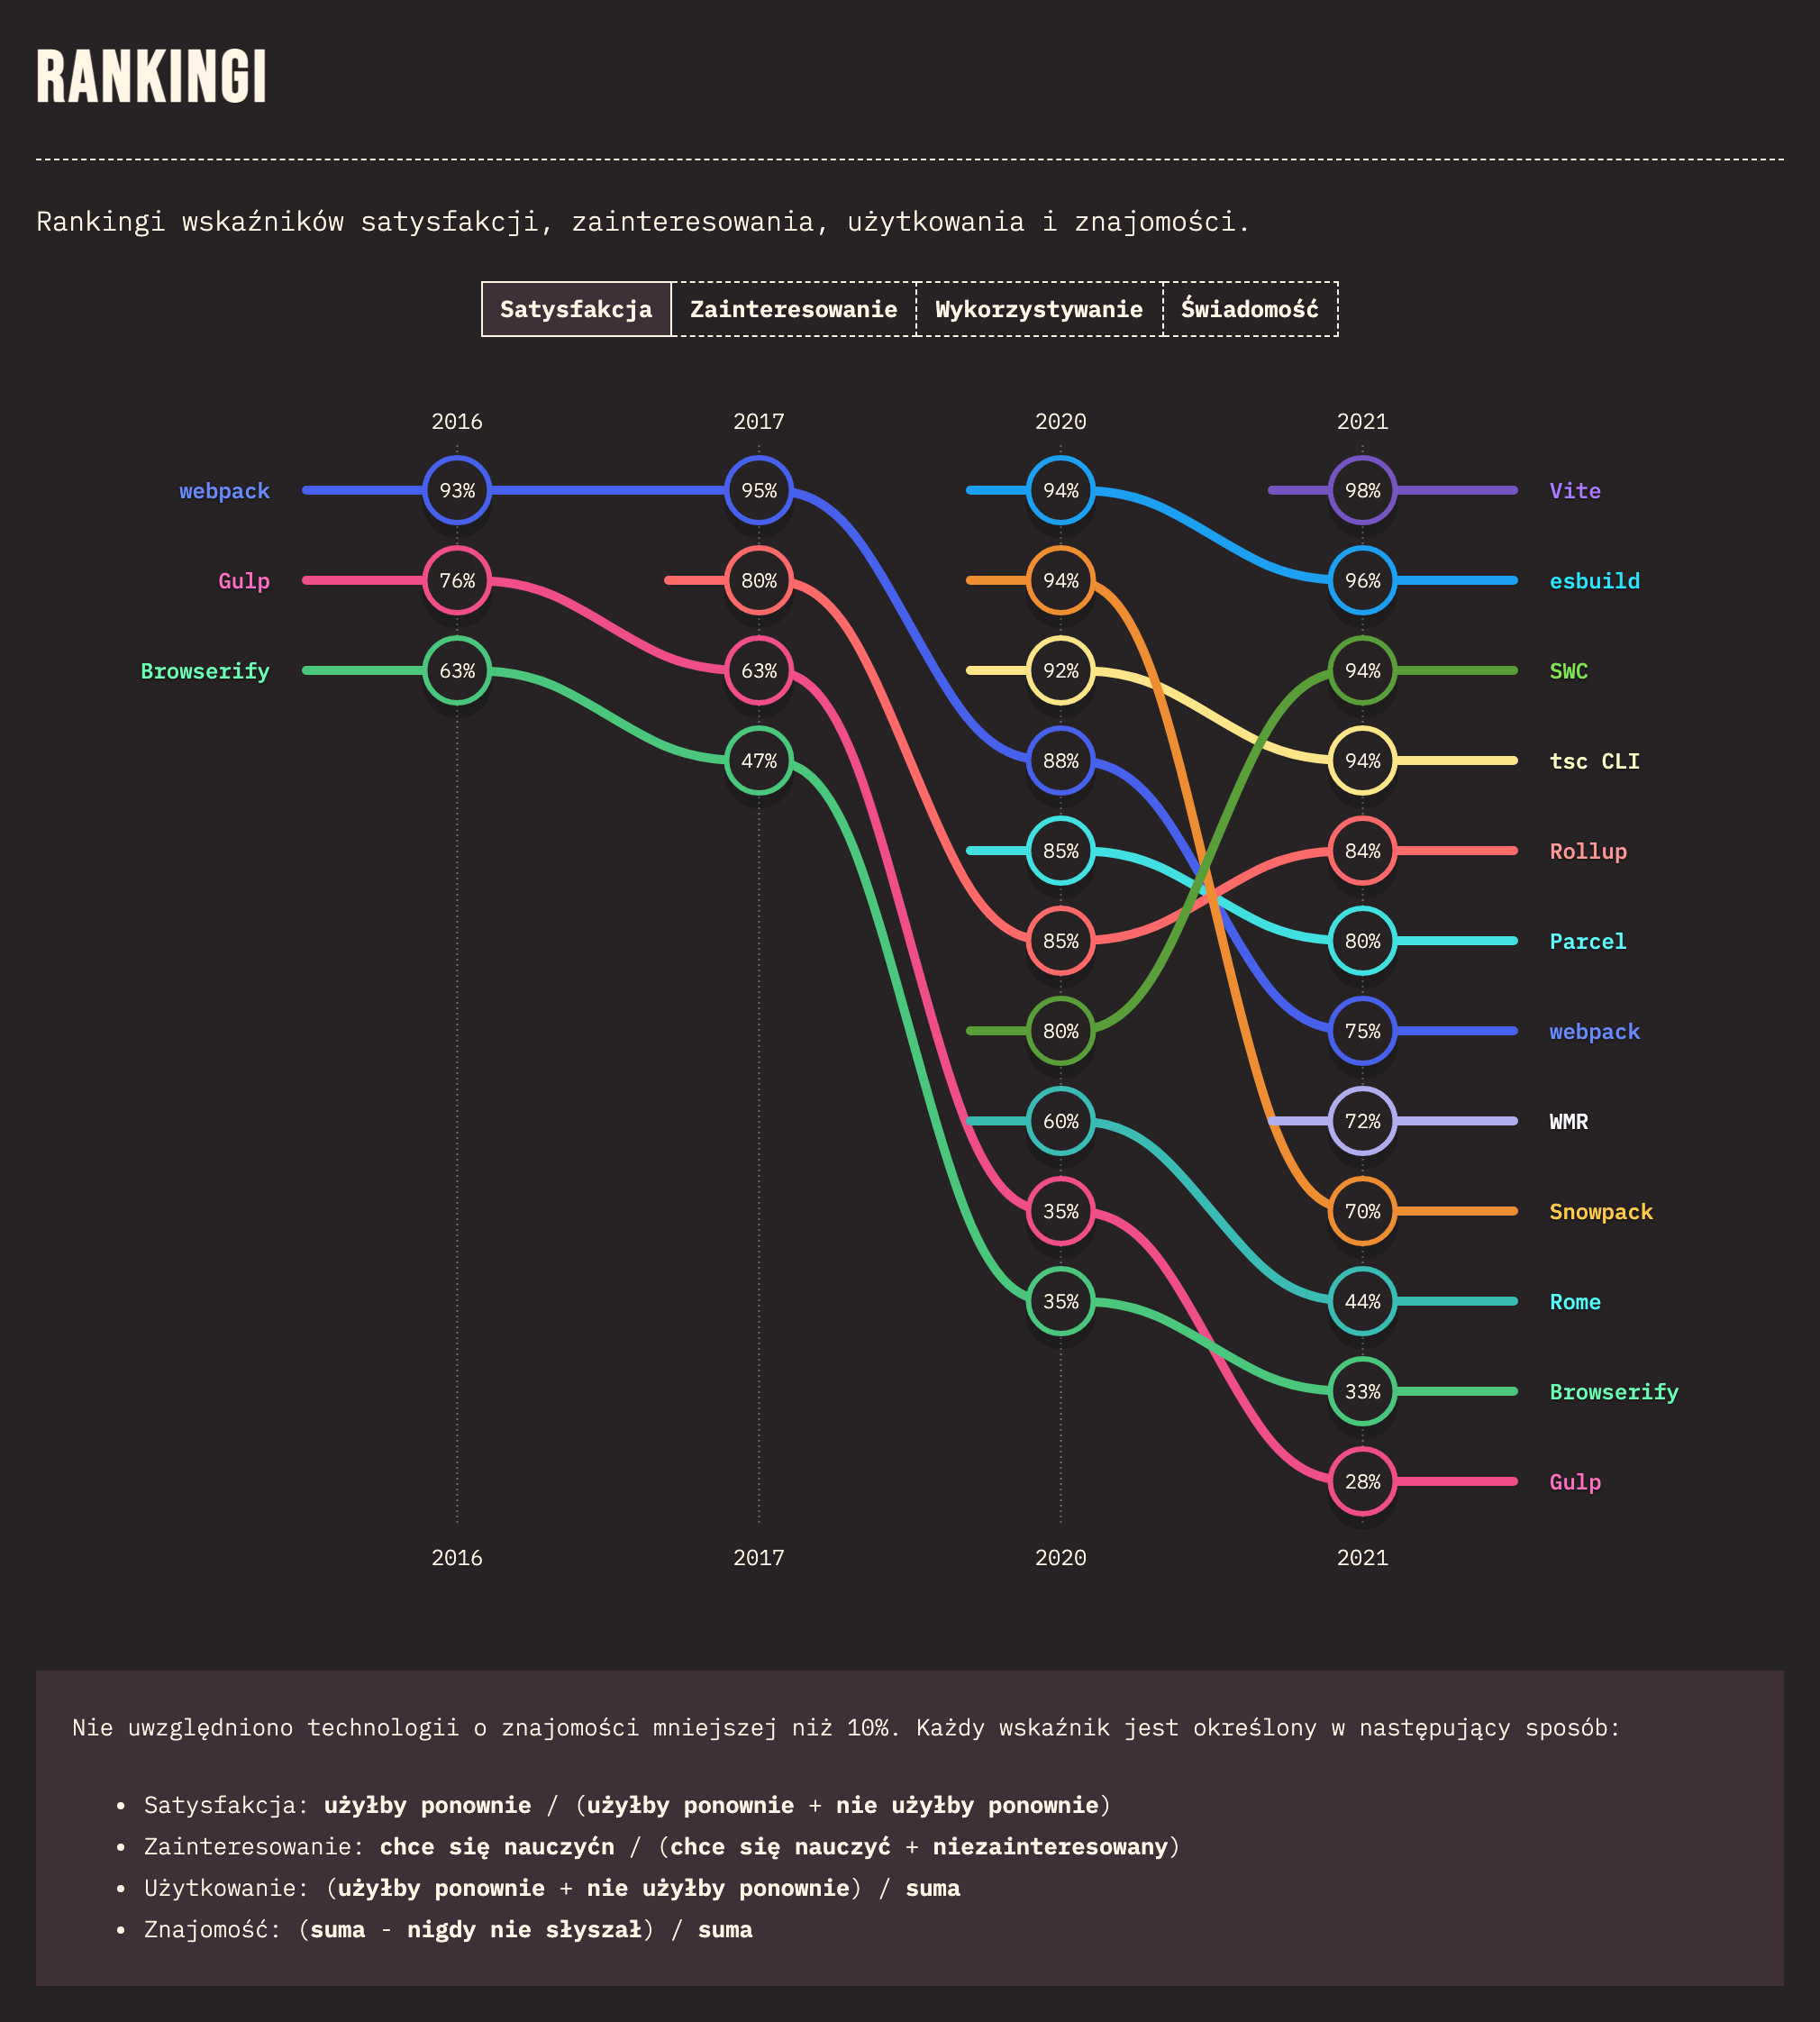 RANKINGI
Rankingi wskaźników satysfakcji, zainteresowania, użytkowania i znajomości.
Satysfakcja Zainteresowanie Wykorzystywanie Świadomość
2016 2017 2020 2021
webpack 93% 95% 94% 98% Vite
Gulp 76% 80% 94% 96% esbuild
Browserify 63% 63% 92% 94% SWC
47% 88% 94% tsc CLI
85% 84% Rollup
85% 80% Parcel
80% 75% webpack
60% 72% WMR
35% 70% Snowpack
35% 44% Rome
33% Browserify
28% Gulp
2016 2017 2020 2021
Nie uwzględniono technologii o znajomości mniejszej niż 10%. Każdy wskaźnik jest określony w następujący sposób:
• Satysfakcja: użyłby ponownie / (użyłby ponownie + nie użyłby ponownie)
• Zainteresowanie: chce się nauczyćn / (chce się nauczyć + niezainteresowany)
• Użytkowanie: (użyłby ponownie + nie użyłby ponownie) / suma
• Znajomość: (suma - nigdy nie słyszał) / suma